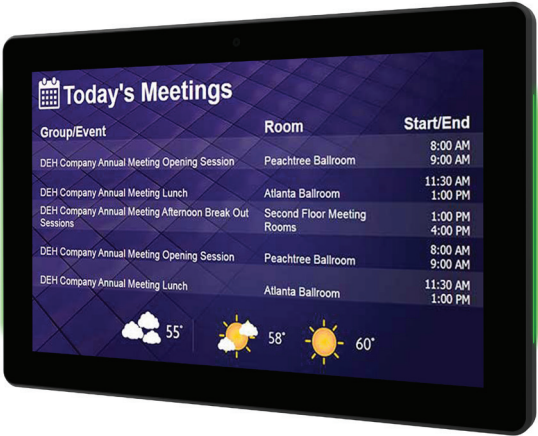 Today's Meetings
Group/Event Room Start/End
8:00 AM
DEH Company Annual Meeting Opening Session Peachtree Ballroom 9:00 AM
11:30 AM
DEH Company Annual Meeting Lunch Atlanta Ballroom 1:00 PM
DEH Company Annual Meeting Afternoon Break Out Second Floor Meeting 1:00 PM
Sessions Rooms 4:00 PM
8:00 AM
DEH Company Annual Meeting Opening Session Peachtree Ballroom 9:00 AM
11:30 AM
DEH Company Annual Meeting Lunch Atlanta Ballroom 1:00 PM
55° 58° 60°